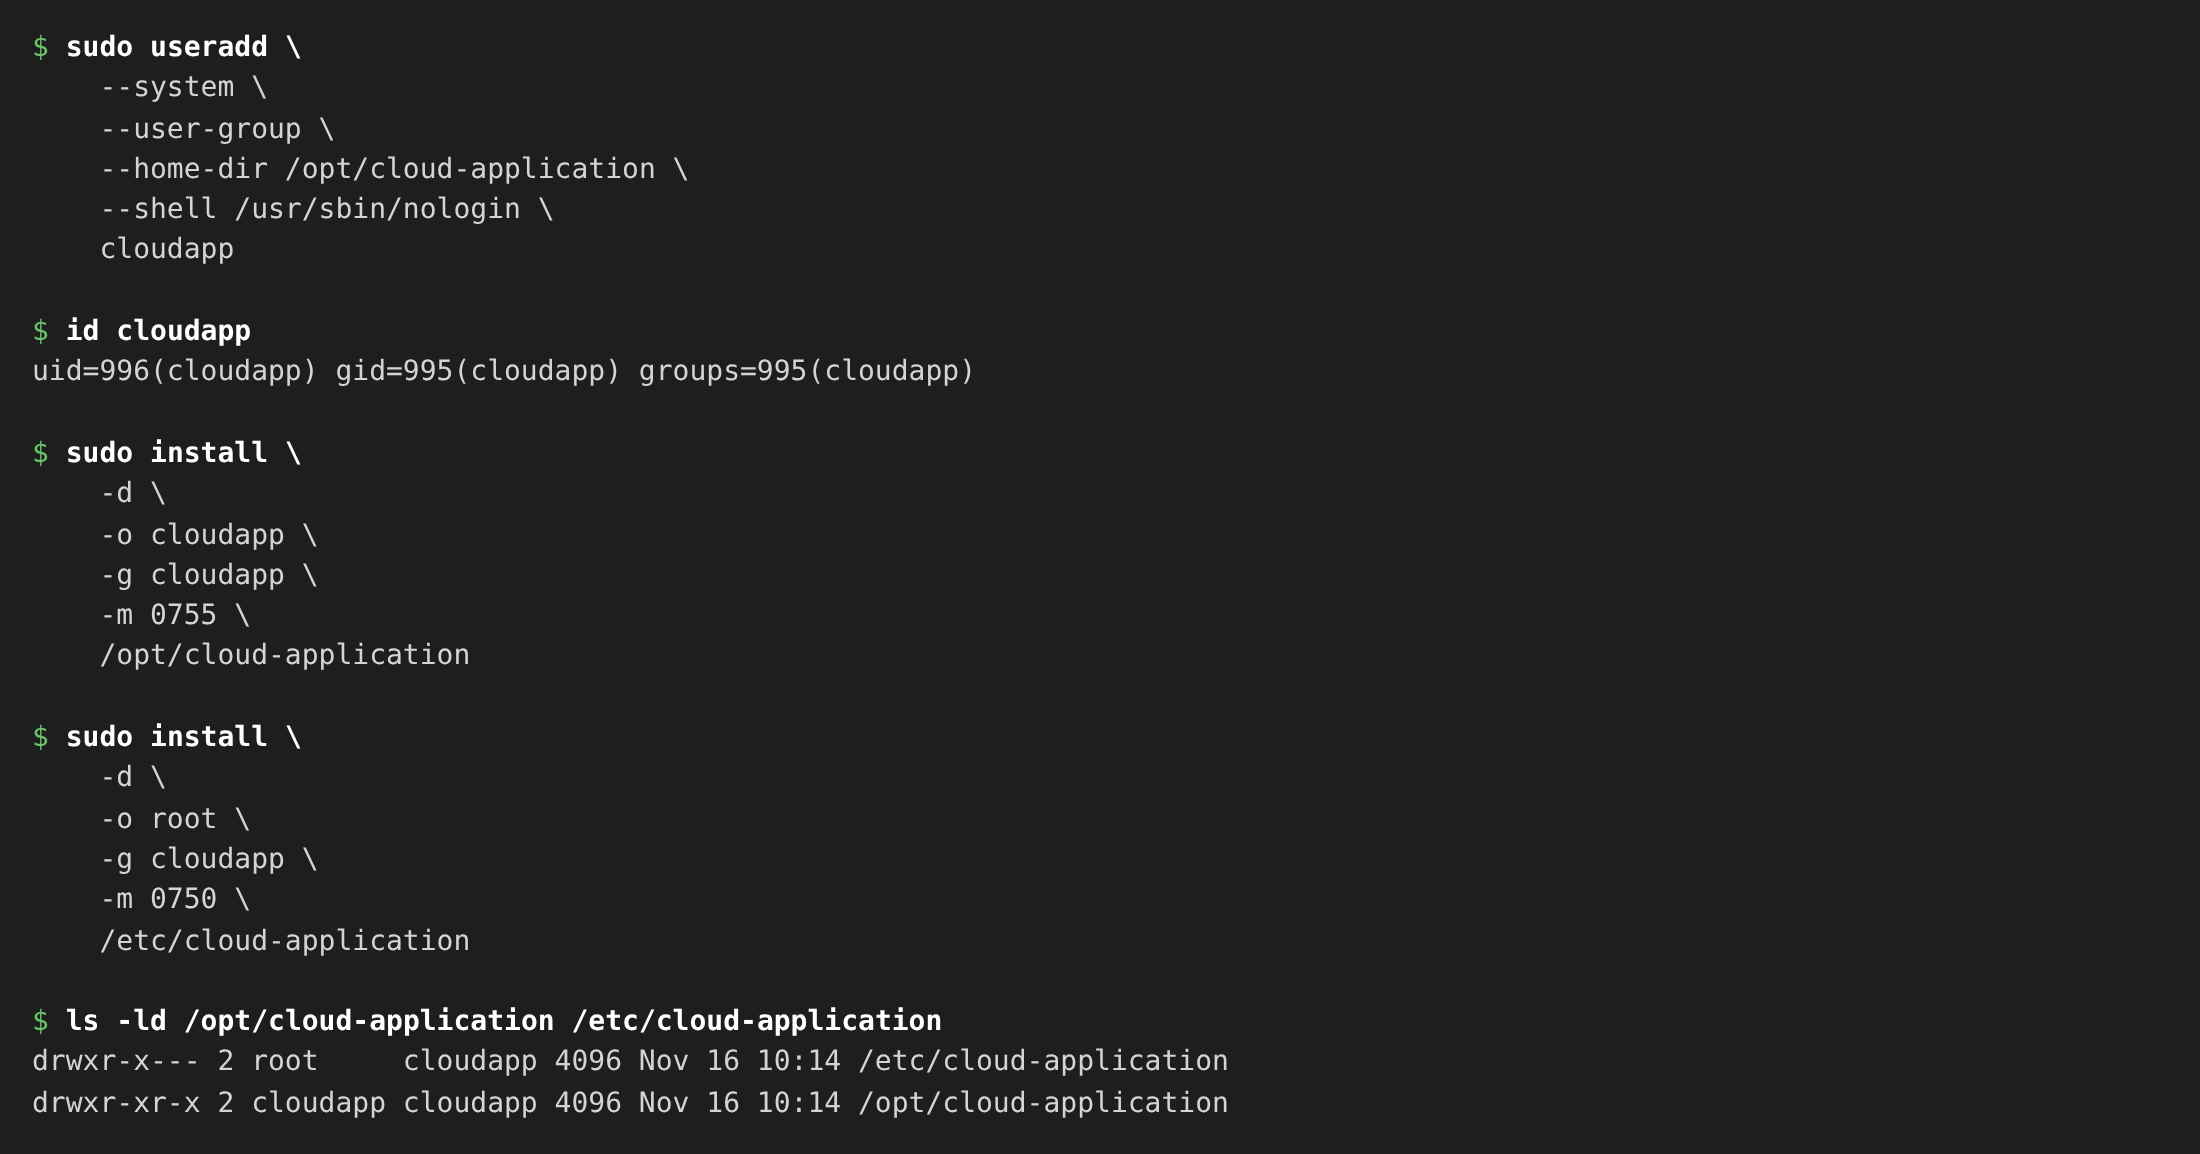 $ sudo useradd \
    --system \
    --user-group \
    --home-dir /opt/cloud-application \
    --shell /usr/sbin/nologin \
    cloudapp

$ id cloudapp
uid=996(cloudapp) gid=995(cloudapp) groups=995(cloudapp)

$ sudo install \
    -d \
    -o cloudapp \
    -g cloudapp \
    -m 0755 \
    /opt/cloud-application

$ sudo install \
    -d \
    -o root \
    -g cloudapp \
    -m 0750 \
    /etc/cloud-application

$ ls -ld /opt/cloud-application /etc/cloud-application
drwxr-x--- 2 root     cloudapp 4096 Nov 16 10:14 /etc/cloud-application
drwxr-xr-x 2 cloudapp cloudapp 4096 Nov 16 10:14 /opt/cloud-application